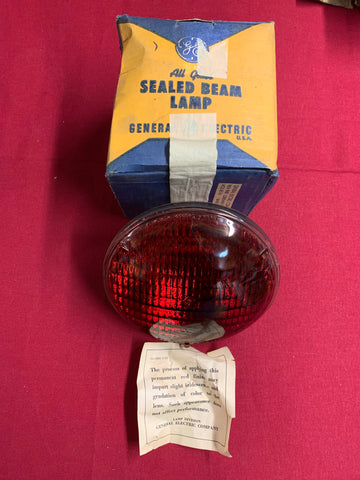 GE
All Glass
SEALED BEAM
LAMP
GENERAL ELECTRIC
U.S.A.
The process of applying this
permanent red finish may
impart slight iridescence and
gradation of color to the
lens. Such appearance does
not affect performance.
LAMP DIVISION
GENERAL ELECTRIC COMPANY